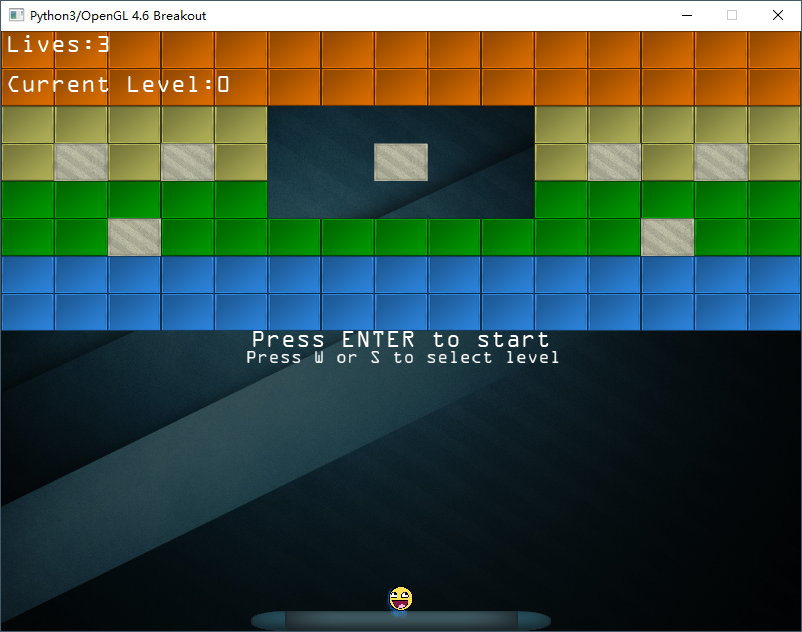 Python3/OpenGL 4.6 Breakout
Lives:3
Current Level:0
Press ENTER to start
Press W or S to select level